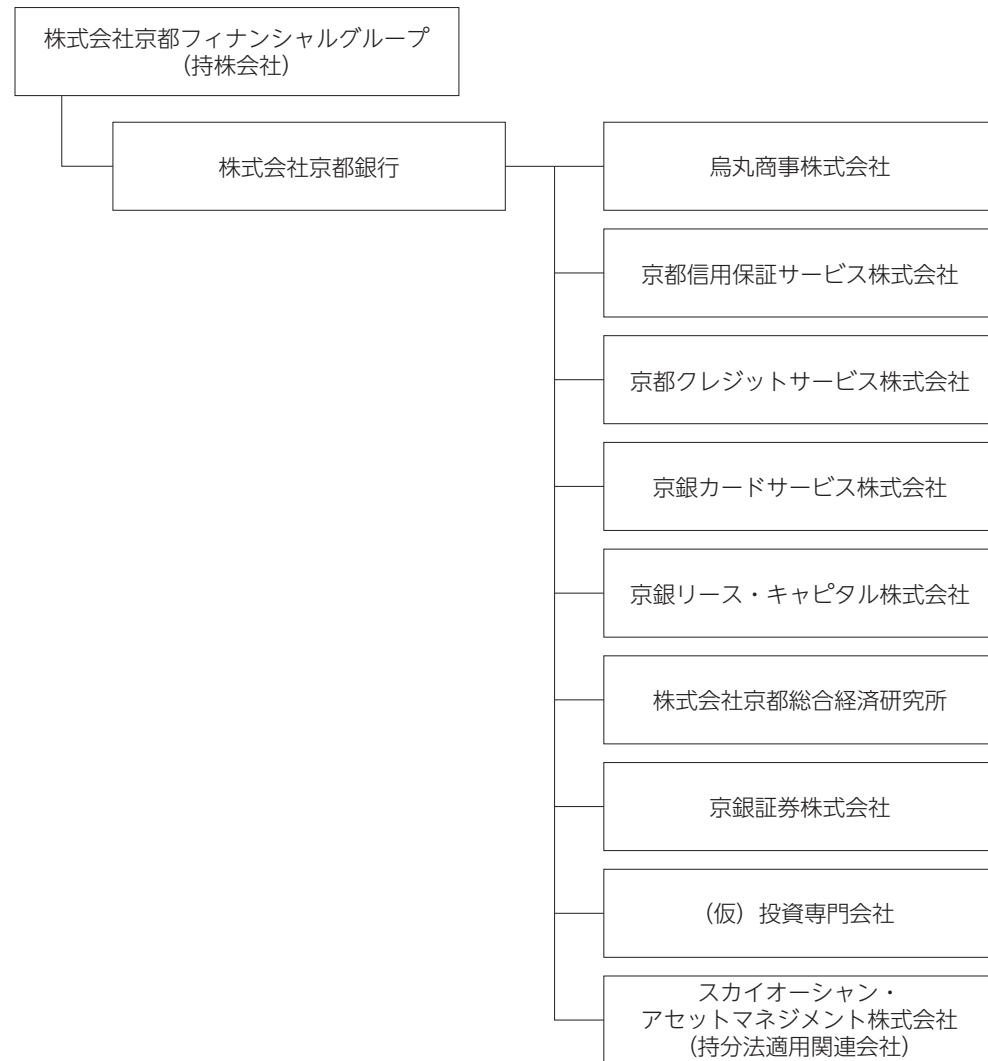 株式会社京都フィナンシャルグループ
(持株会社)
株式会社京都銀行
烏丸商事株式会社
京都信用保証サービス株式会社
京都クレジットサービス株式会社
京銀カードサービス株式会社
京銀リース・キャピタル株式会社
株式会社京都総合経済研究所
京銀証券株式会社
(仮) 投資専門会社
スカイオーシャン・
アセットマネジメント株式会社
(持分法適用関連会社)